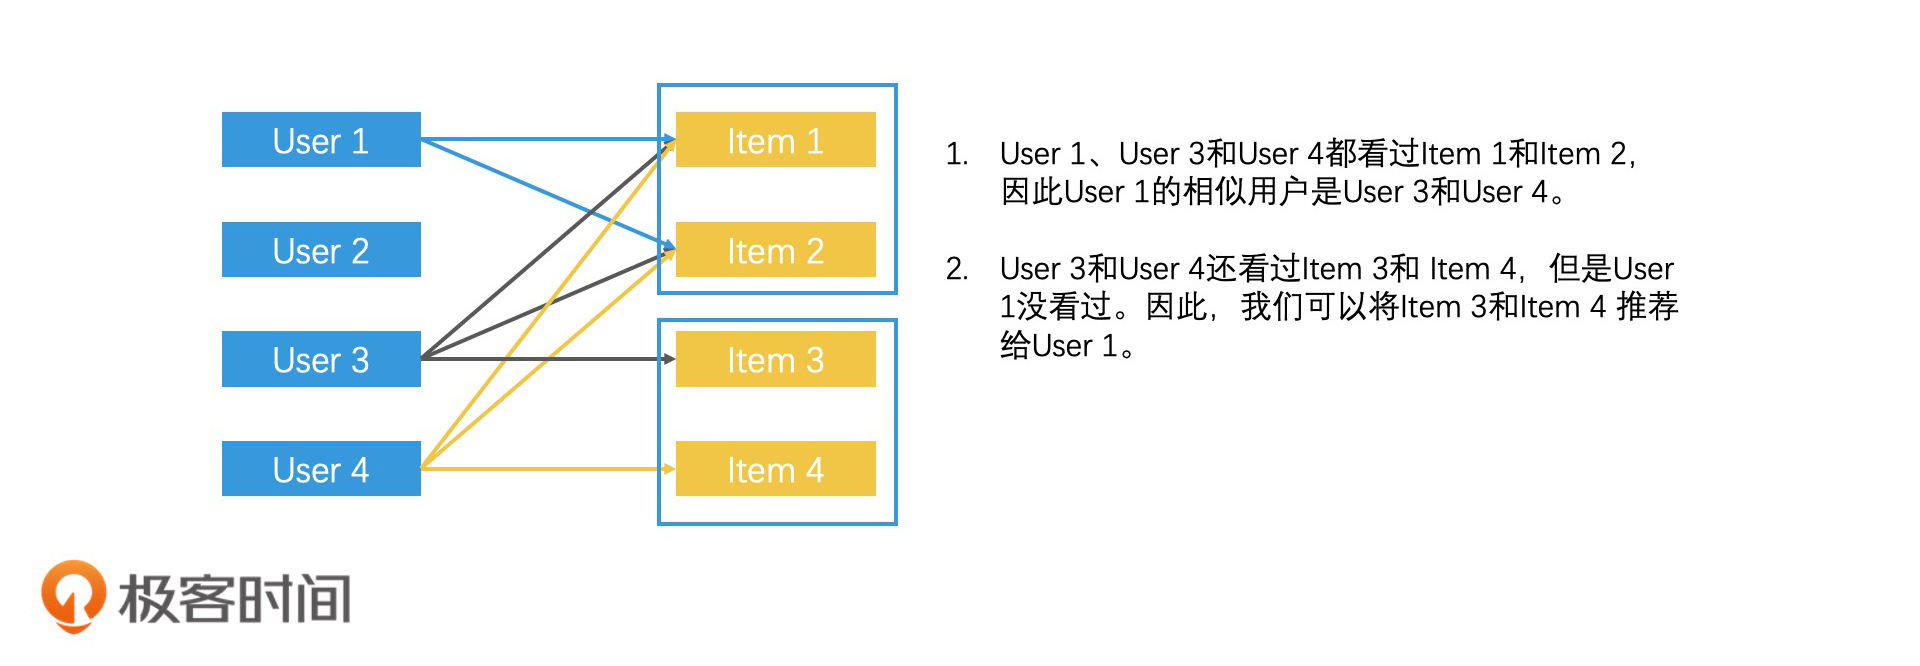 User 1
User 2
User 3
User 4
Item 1
Item 2
Item 3
Item 4
1. User 1、User 3和User 4都看过Item 1和Item 2,
因此User 1的相似用户是User 3和User 4。
2. User 3和User 4还看过Item 3和 Item 4, 但是User
1没看过。因此, 我们可以将Item 3和Item 4 推荐
给User 1。
极客时间